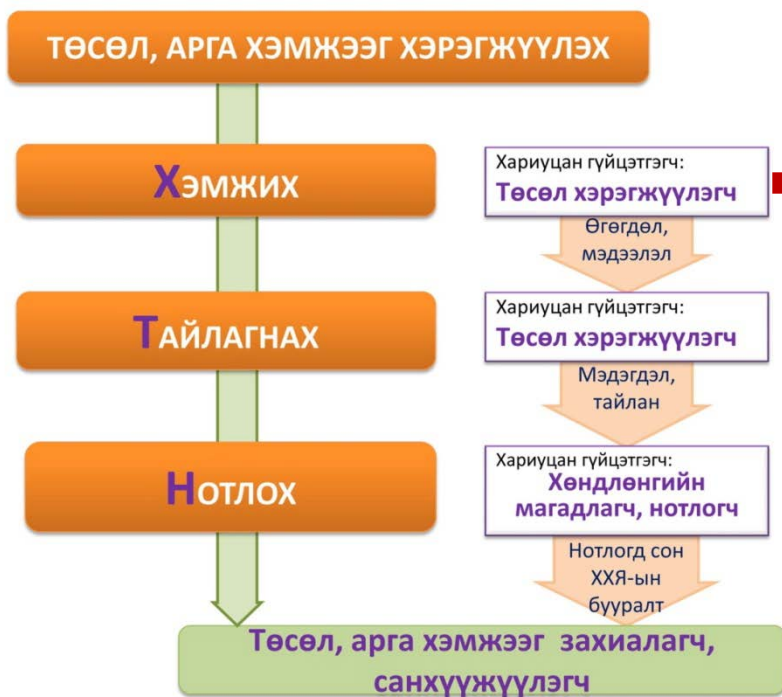 ТӨСӨЛ, АРГА ХЭМЖЭЭГ ХЭРЭГЖҮҮЛЭХ
ХЭМЖИХ
Хариуцан гүйцэтгэгч:
Төсөл хэрэгжүүлэгч
Өгөгдөл,
мэдээлэл
ТАЙЛАГНАХ
Хариуцан гүйцэтгэгч:
Төсөл хэрэгжүүлэгч
Мэдэгдэл,
тайлан
НОТЛОХ
Хариуцан гүйцэтгэгч:
Хөндлөнгийн
магадлагч, нотлогч
Нотлогд сон
ХХЯ-ын
бууралт
Төсөл, арга хэмжээг захиалагч,
санхүүжүүлэгч